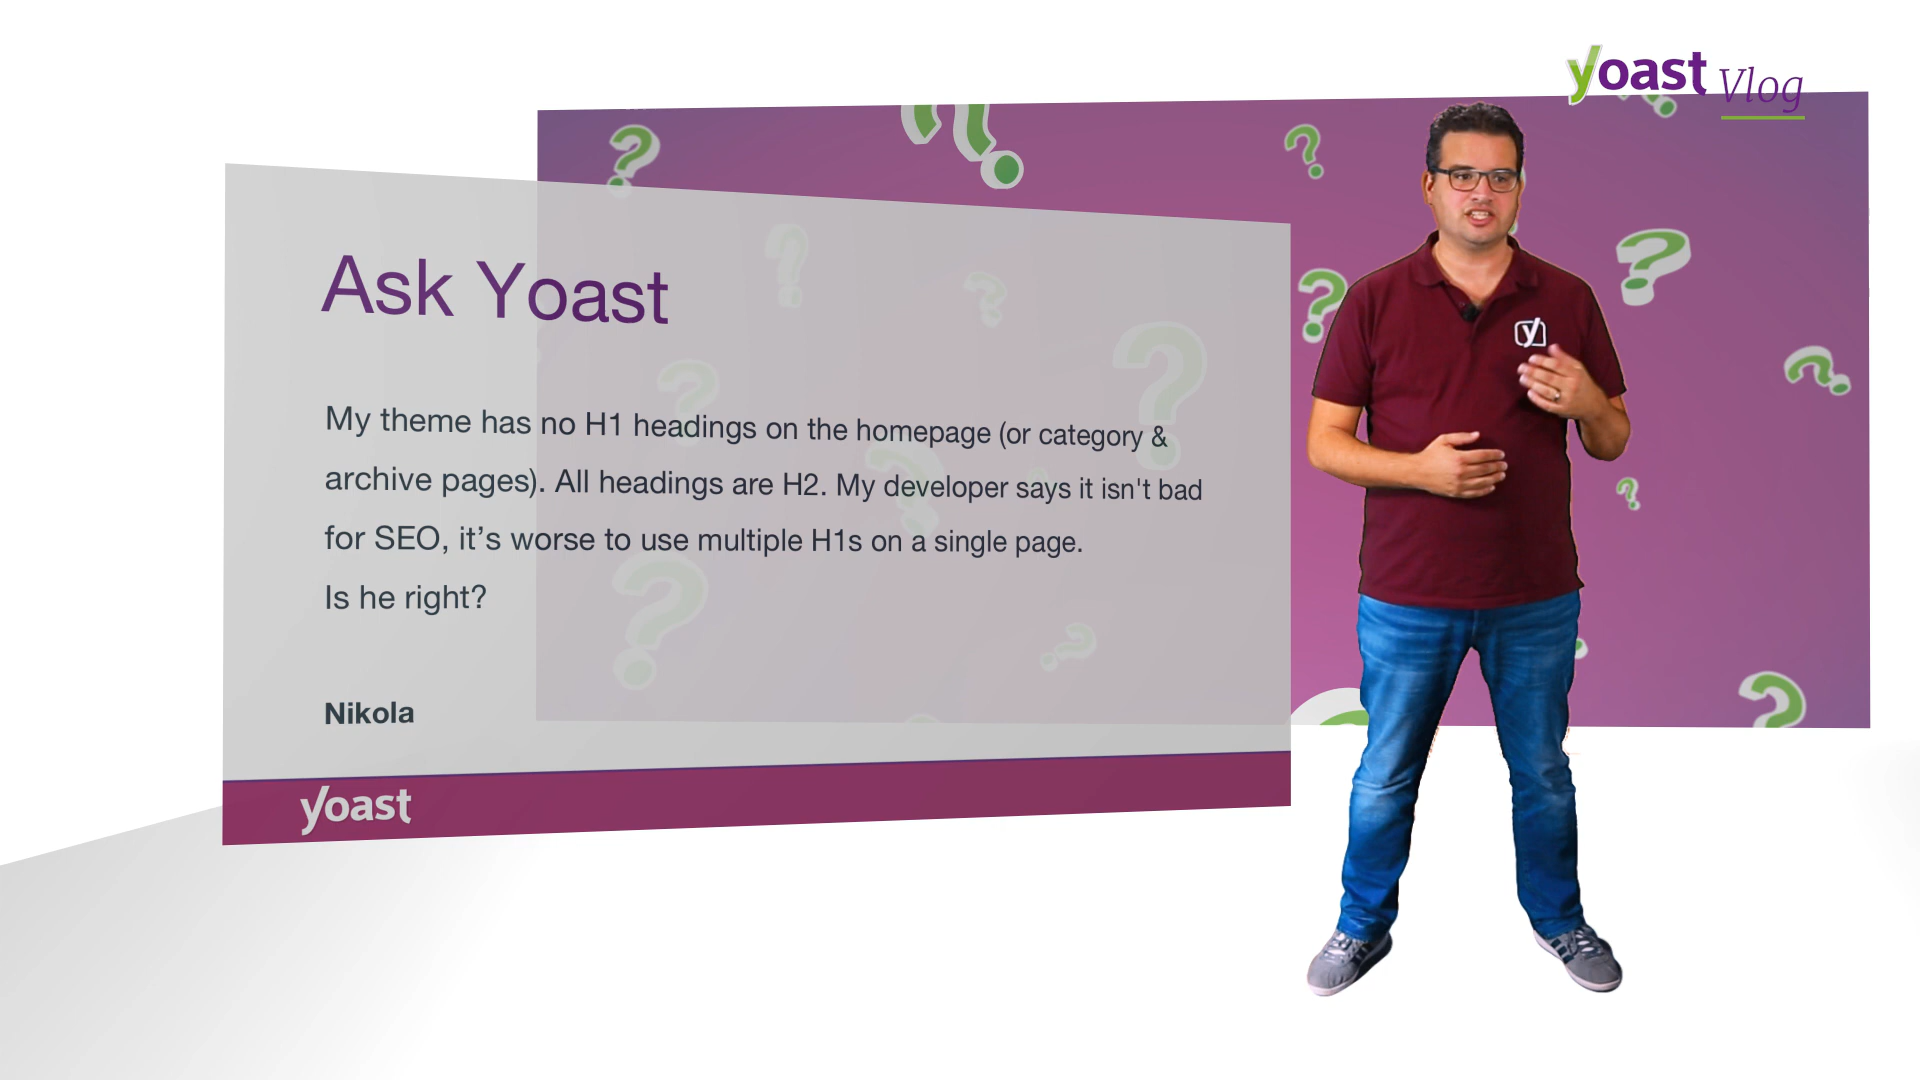 yoast Vlog
Ask Yoast
My theme has no H1 headings on the homepage (or category &
archive pages). All headings are H2. My developer says it isn't bad
for SEO, it’s worse to use multiple H1s on a single page.
Is he right?
Nikola
yoast
y